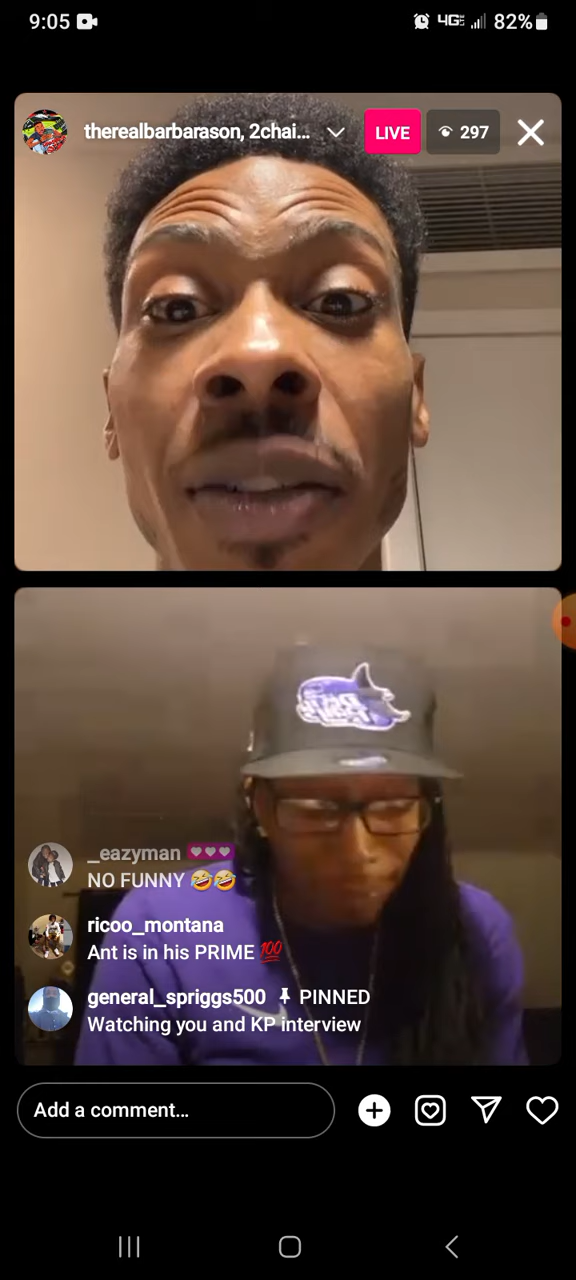 9:05
4GE 82%
therealbarbarason, 2chai...
LIVE
297
_eazyman
NO FUNNY 🤣🤣
ricoo_montana
Ant is in his PRIME 💯
general_spriggs500 PINNED
Watching you and KP interview
Add a comment...